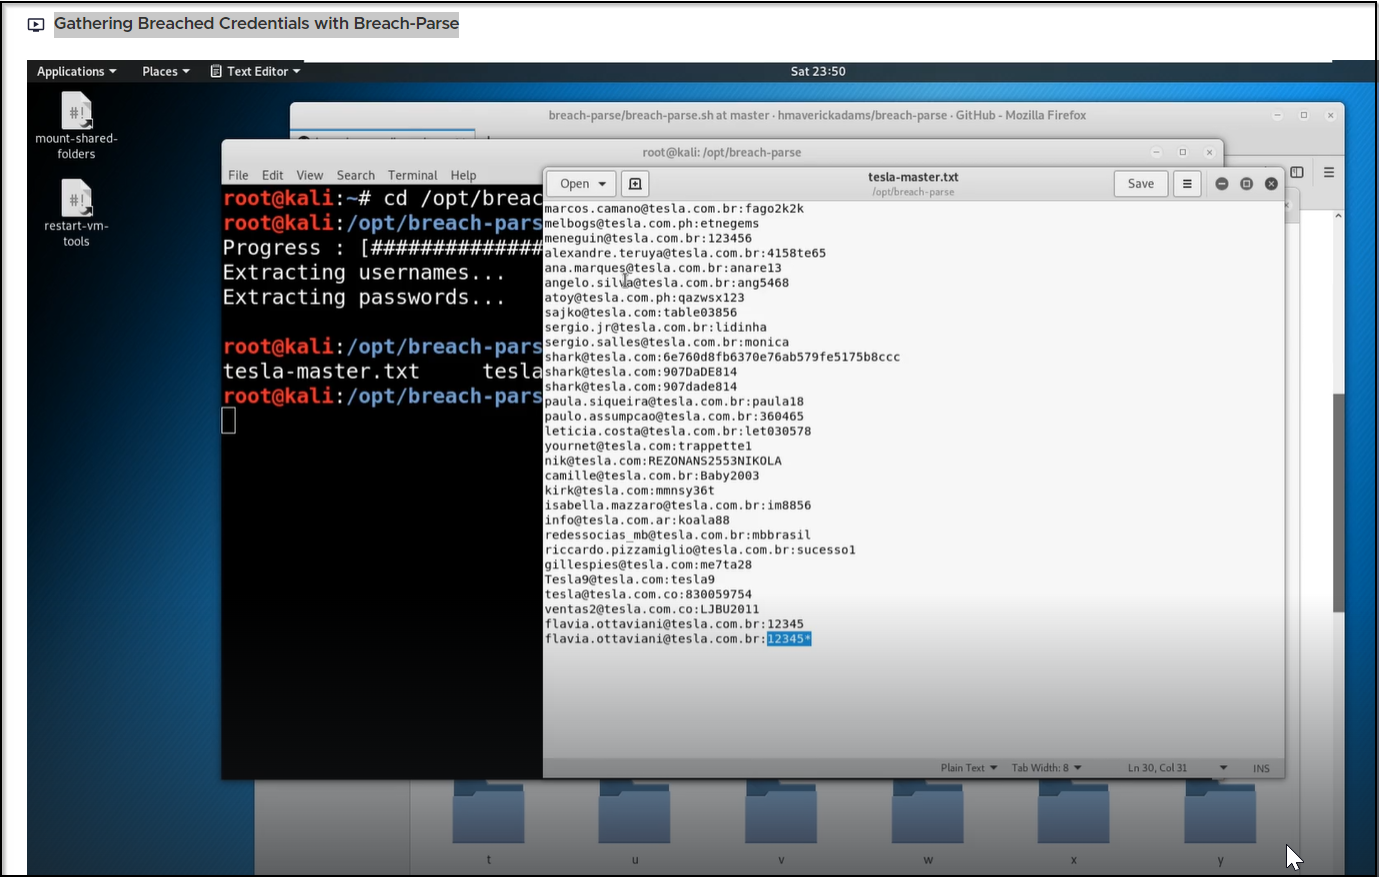 Gathering Breached Credentials with Breach-Parse
Applications Places Text Editor Sat 23:50
mount-shared-
folders
restart-vm-
tools
breach-parse/breach-parse.sh at master · hmaverickadams/breach-parse · GitHub - Mozilla Firefox
root@kali: /opt/breach-parse
File Edit View Search Terminal Help
root@kali:~# cd /opt/breac
root@kali:/opt/breach-pars
Progress : [##############
Extracting usernames...
Extracting passwords...
root@kali:/opt/breach-pars
tesla-master.txt tesla
root@kali:/opt/breach-pars
Open tesla-master.txt Save
/opt/breach-parse
marcos.camano@tesla.com.br:fago2k2k
melbogs@tesla.com.ph:etnegems
meneguin@tesla.com.br:123456
alexandre.teruya@tesla.com.br:4158te65
ana.marques@tesla.com.br:anare13
angelo.silva@tesla.com.br:ang5468
atoy@tesla.com.ph:qazwsx123
sajko@tesla.com:table03856
sergio.jr@tesla.com.br:lidinha
sergio.salles@tesla.com.br:monica
shark@tesla.com:6e760d8fb6370e76ab579fe5175b8ccc
shark@tesla.com:907DaDE814
shark@tesla.com:907dade814
paula.siqueira@tesla.com.br:paula18
paulo.assumpcao@tesla.com.br:360465
leticia.costa@tesla.com.br:let030578
yournet@tesla.com:trappette1
nik@tesla.com:REZONANS2553NIKOLA
camille@tesla.com.br:Baby2003
kirk@tesla.com:mmnsy36t
isabella.mazzaro@tesla.com.br:im8856
info@tesla.com.ar:koala88
redessocias_mb@tesla.com.br:mbbrasil
riccardo.pizzamiglio@tesla.com.br:sucesso1
gillespies@tesla.com:me7ta28
Tesla9@tesla.com:tesla9
tesla@tesla.com.co:830059754
ventas2@tesla.com.co:LJBU2011
flavia.ottaviani@tesla.com.br:12345
flavia.ottaviani@tesla.com.br:12345*
Plain Text Tab Width: 8 Ln 30, Col 31 INS
t u v w x y